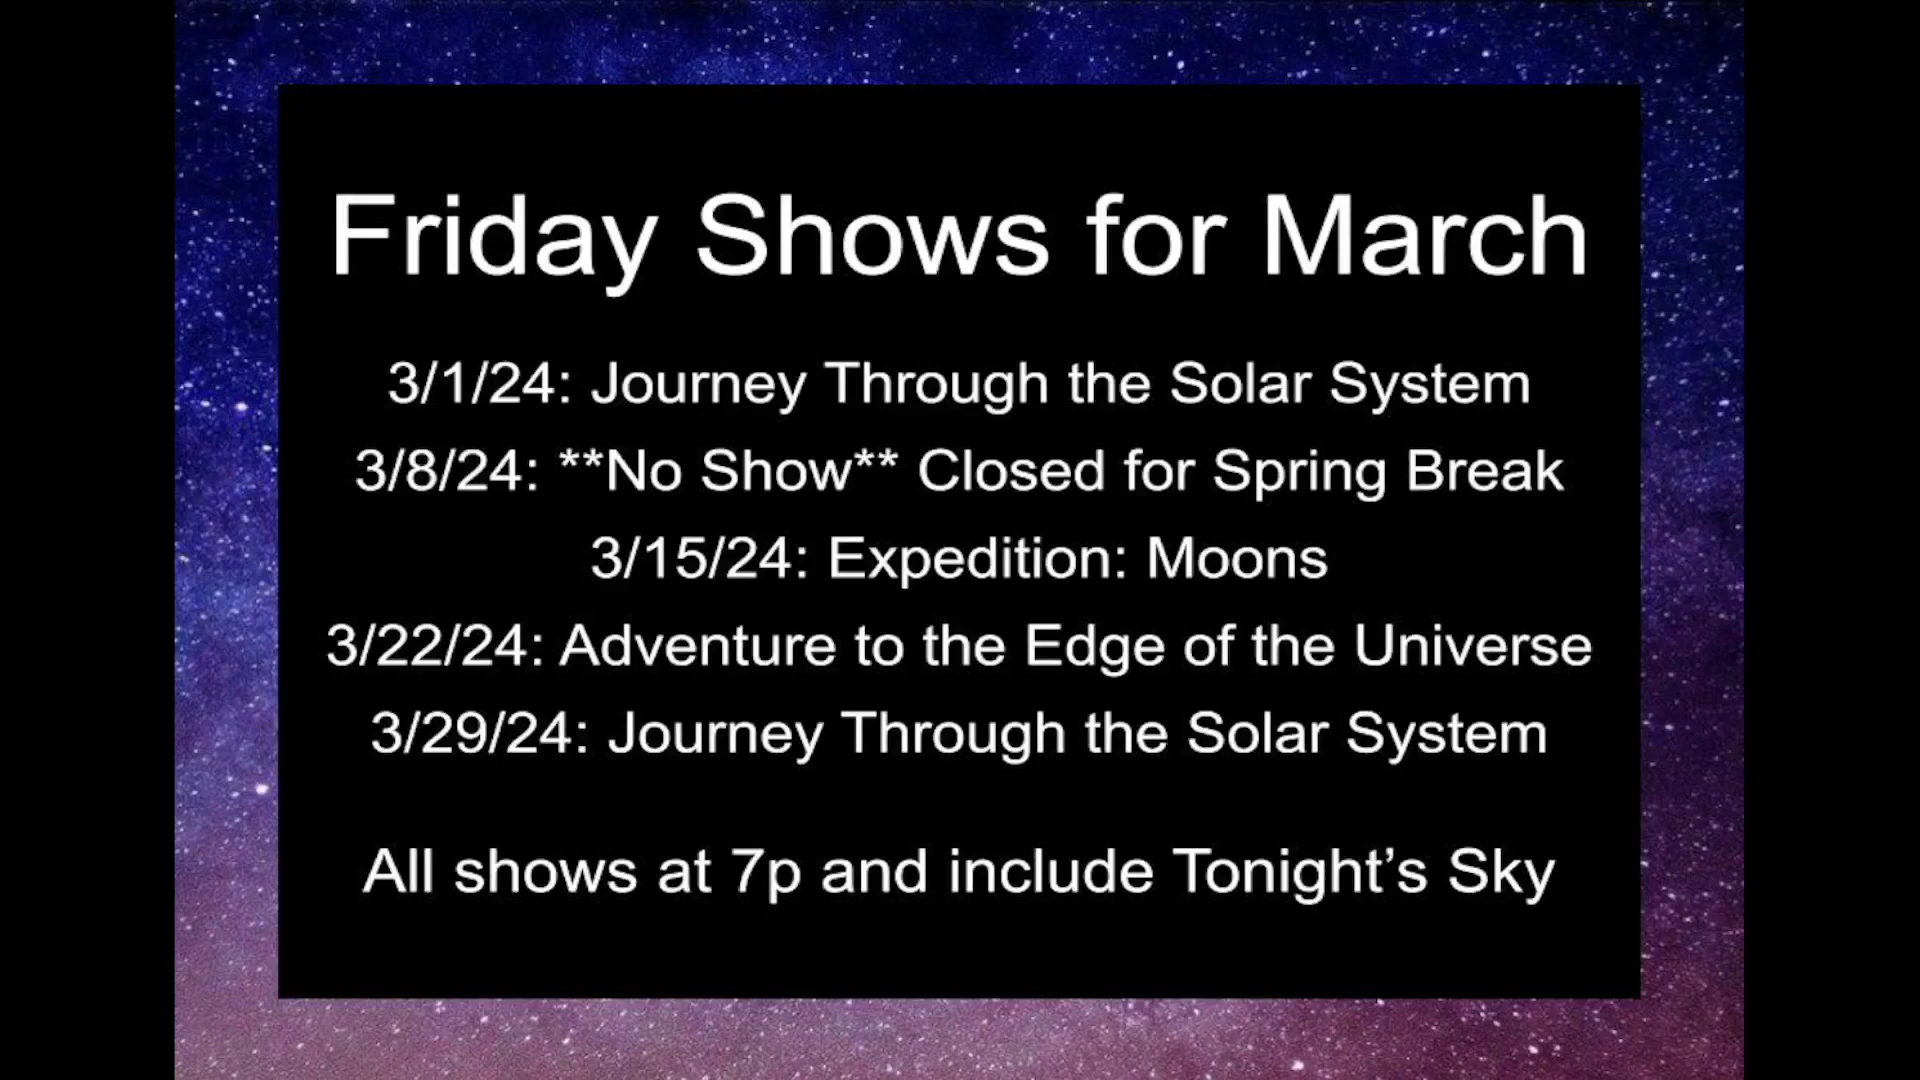 Friday Shows for March
3/1/24: Journey Through the Solar System
3/8/24: **No Show** Closed for Spring Break
3/15/24: Expedition: Moons
3/22/24: Adventure to the Edge of the Universe
3/29/24: Journey Through the Solar System
All shows at 7p and include Tonight’s Sky